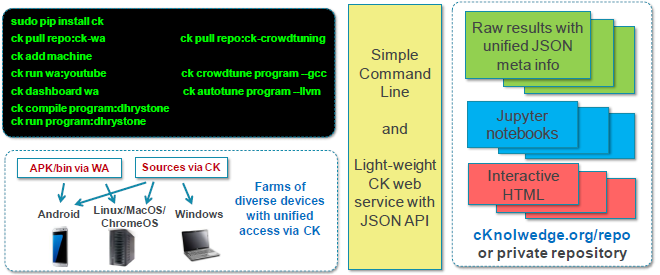 sudo pip install ck
ck pull repo:ck-wa
ck pull repo:ck-crowdtuning
ck add machine
ck run wa:youtube
ck crowdtune program --gcc
ck dashboard wa
ck autotune program --llvm
ck compile program:dhrystone
ck run program:dhrystone
APK/bin via WA
Sources via CK
Android
Linux/MacOS/
ChromeOS
Windows
Farms of
diverse devices
with unified
access via CK
Simple
Command
Line
and
Light-weight
CK web
service with
JSON API
Raw results with
unified JSON
meta info
Jupyter
notebooks
Interactive
HTML
cKnolwedge.org/repo
or private repository